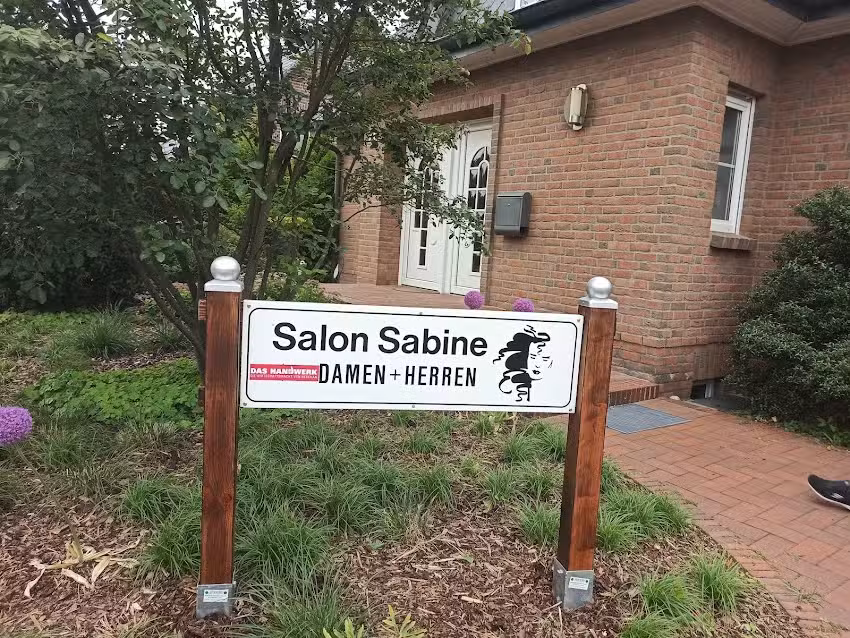 Salon Sabine
DAS HANDWERK
DAMEN+HERREN